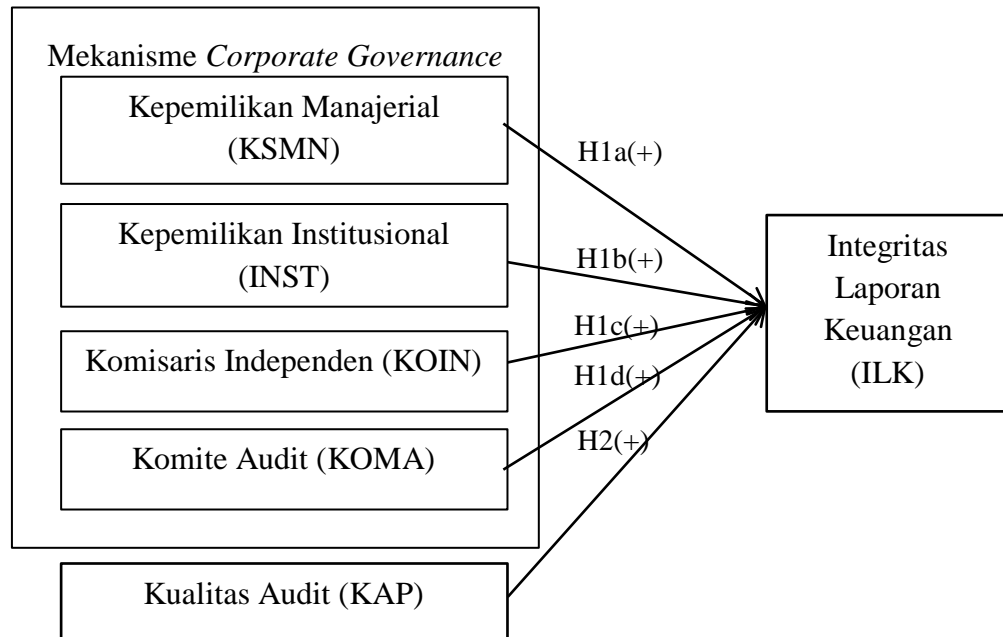 Mekanisme Corporate Governance
Kepemilikan Manajerial
(KSMN)
H1a(+)
Kepemilikan Institusional
(INST)
H1b(+)
Integritas
Laporan
Keuangan
(ILK)
Komisaris Independen (KOIN)
H1c(+)
H1d(+)
Komite Audit (KOMA)
H2(+)
Kualitas Audit (KAP)